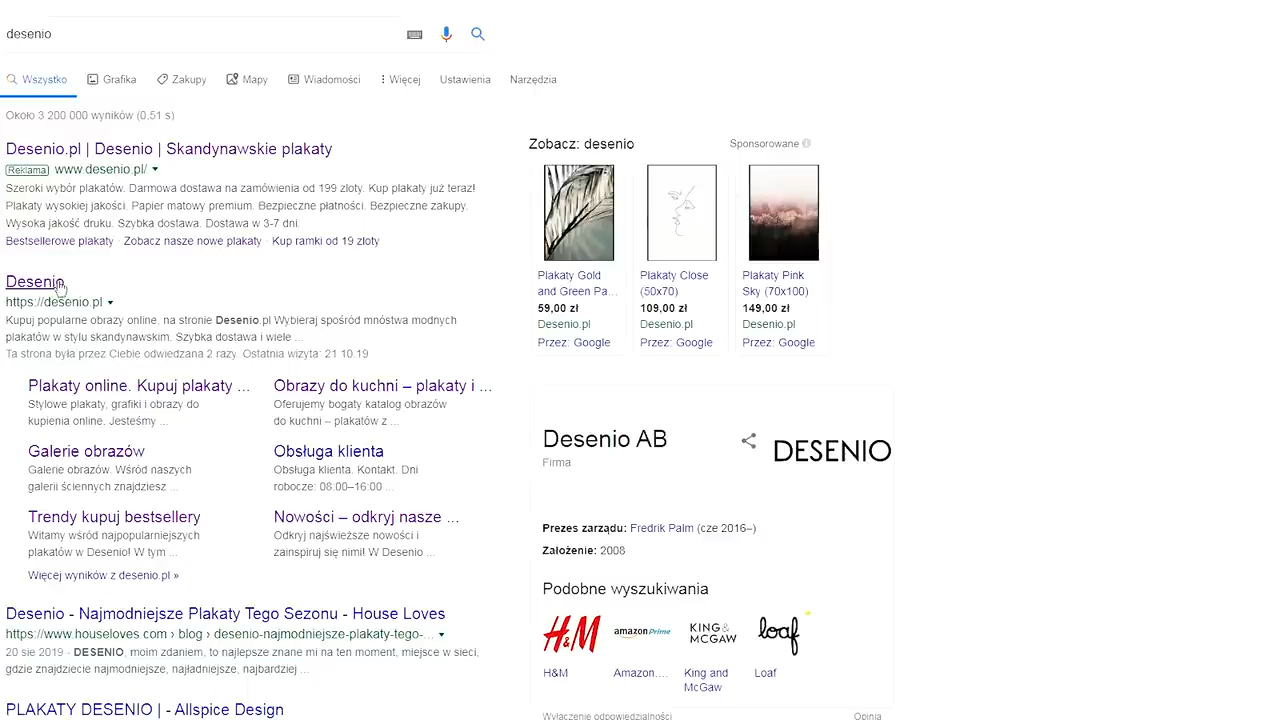 desenio
Wszystko Grafika Zakupy Mapy Wiadomości Więcej Ustawienia Narzędzia
Około 3 200 000 wyników (0,51 s)
Desenio.pl | Desenio | Skandynawskie plakaty
Reklama www.desenio.pl/
Szeroki wybór plakatów. Darmowa dostawa na zamówienia od 199 zloty. Kup plakaty już teraz!
Plakaty wysokiej jakości. Papier matowy premium. Bezpieczne płatności. Bezpieczne zakupy.
Wysoka jakość druku. Szybka dostawa. Dostawa w 3-7 dni.
Bestsellerowe plakaty · Zobacz nasze nowe plakaty · Kup ramki od 19 zloty
Desenio
https://desenio.pl
Kupuj popularne obrazy online, na stronie Desenio.pl Wybieraj spośród mnóstwa modnych
plakatów w stylu skandynawskim. Szybka dostawa i wiele ...
Ta strona była przez Ciebie odwiedzana 2 razy. Ostatnia wizyta: 21.10.19
Plakaty online. Kupuj plakaty ...
Stylowe plakaty, grafiki i obrazy do
kupienia online. Jesteśmy ...
Obrazy do kuchni – plakaty i ...
Oferujemy bogaty katalog obrazów
do kuchni – plakatów z ...
Galerie obrazów
Galerie obrazów. Wśród naszych
galerii ściennych znajdziesz ...
Obsługa klienta
Obsługa klienta. Kontakt. Dni
robocze: 08:00–16:00 ...
Trendy kupuj bestsellery
Witamy wśród najpopularniejszych
plakatów w Desenio! W tym ...
Nowości – odkryj nasze ...
Odkryj najświeższe nowości i
zainspiruj się nimi! W Desenio ...
Więcej wyników z desenio.pl »
Desenio - Najmodniejsze Plakaty Tego Sezonu - House Loves
https://www.houseloves.com › blog › desenio-najmodniejsze-plakaty-tego-...
20 sie 2019 - DESENIO, moim zdaniem, to najlepsze znane mi na ten moment, miejsce w sieci,
gdzie znajdziecie najmodniejsze, najładniejsze, najbardziej ...
PLAKATY DESENIO | - Allspice Design
Zobacz: desenio
Sponsorowane
Plakaty Gold
and Green Pa...
59,00 zł
Desenio.pl
Przez: Google
Plakaty Close
(50x70)
109,00 zł
Desenio.pl
Przez: Google
Plakaty Pink
Sky (70x100)
149,00 zł
Desenio.pl
Przez: Google
Desenio AB
Firma
DESENIO
Prezes zarządu: Fredrik Palm (cze 2016–)
Założenie: 2008
Podobne wyszukiwania
H&M
amazonPrime
KING&
MCGAW
loaf
H&M
Amazon....
King and
McGaw
Loaf
Wyłączenie odpowiedzialności
Opinia